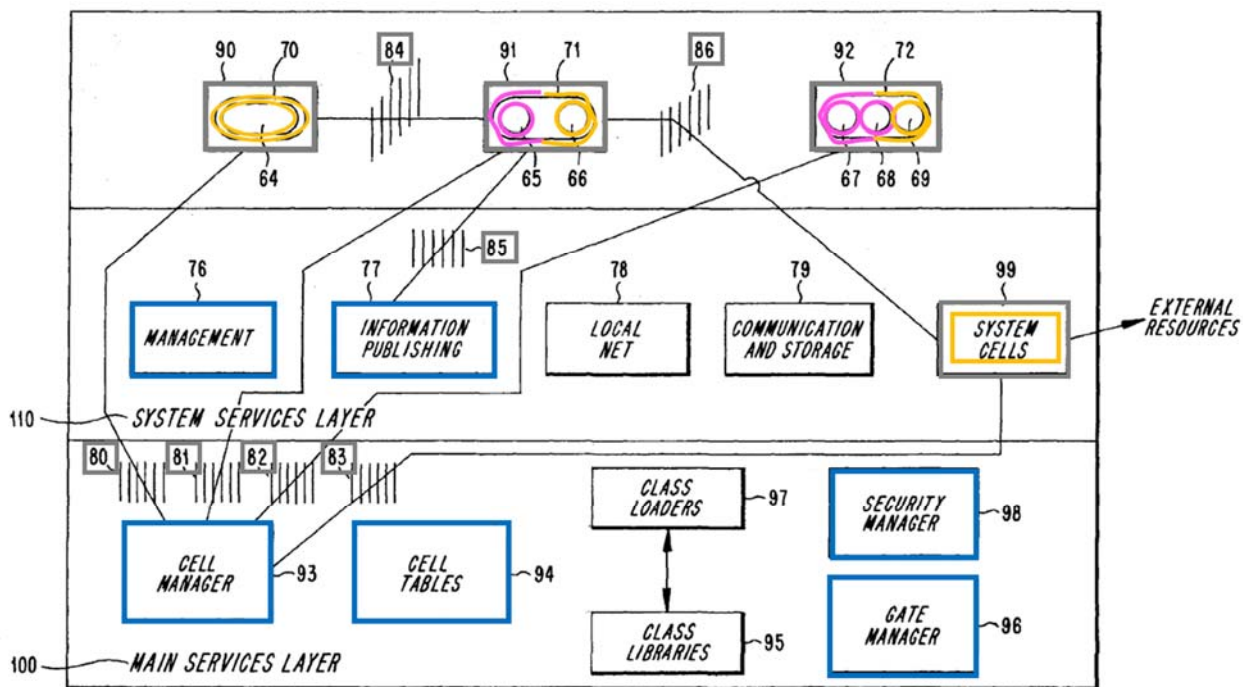 90 70 84 91 71 86 92 72
64 65 66 67 68 69
85
76 77 78 79 99
MANAGEMENT
INFORMATION
PUBLISHING
LOCAL
NET
COMMUNICATION
AND STORAGE
SYSTEM
CELLS
EXTERNAL
RESOURCES
110 SYSTEM SERVICES LAYER
80 81 82 83
CELL
MANAGER
93
CELL
TABLES
94
CLASS
LOADERS
97
SECURITY
MANAGER
98
CLASS
LIBRARIES
95
GATE
MANAGER
96
100 MAIN SERVICES LAYER